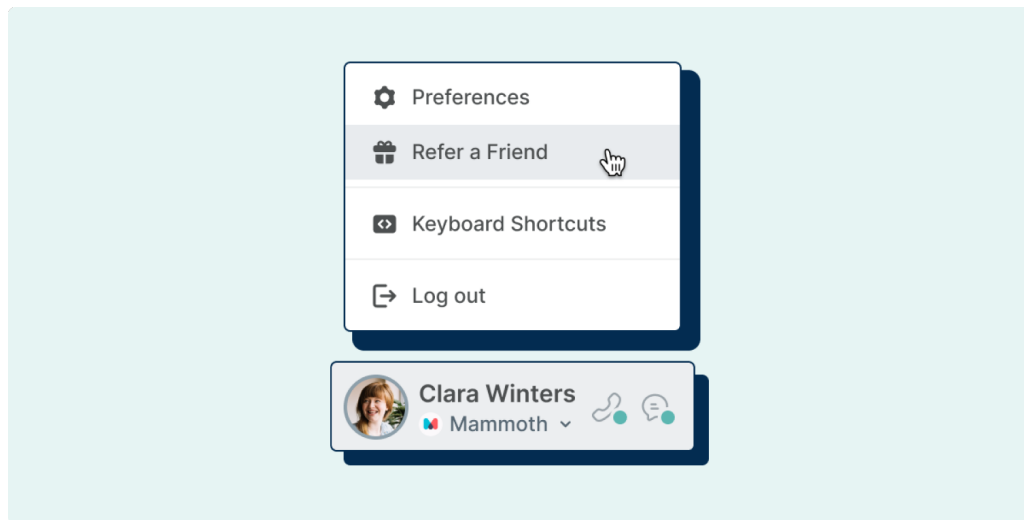 Preferences
Refer a Friend
Keyboard Shortcuts
Log out
Clara Winters
Mammoth